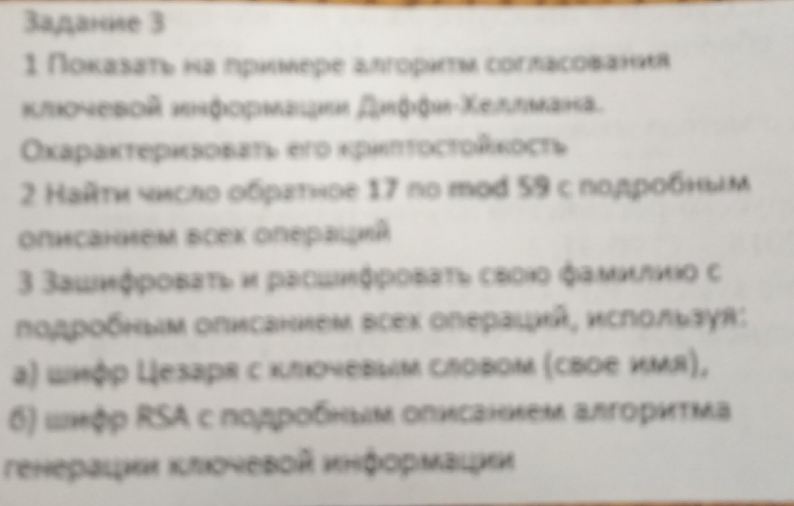 Задание 3
1 Показать на примере алгоритм согласования
ключевой информации Диффи-Хеллмана.
Охарактеризовать его криптостойкость
2 Найти число обратное 17 по mod 59 с подробным
описанием всех операций
3 Зашифровать и расшифровать свою фамилию с
подробным описанием всех операций, используя:
а) шифр Цезаря с ключевым словом (свое имя),
б) шифр RSA с подробным описанием алгоритма
генерации ключевой информации